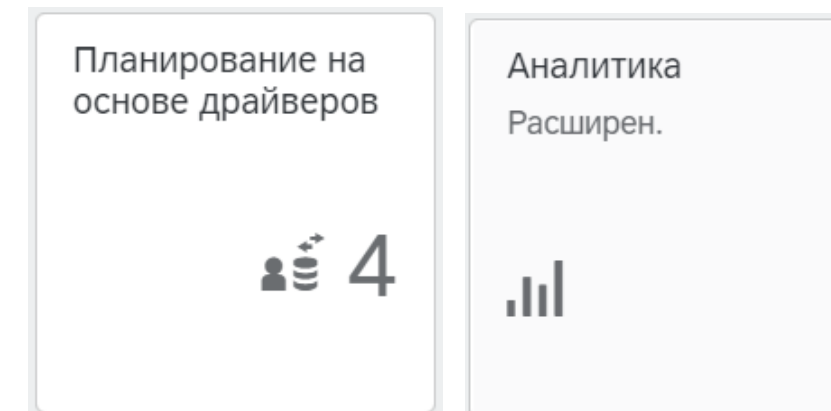 Планирование на
основе драйверов
4
Аналитика
Расширен.